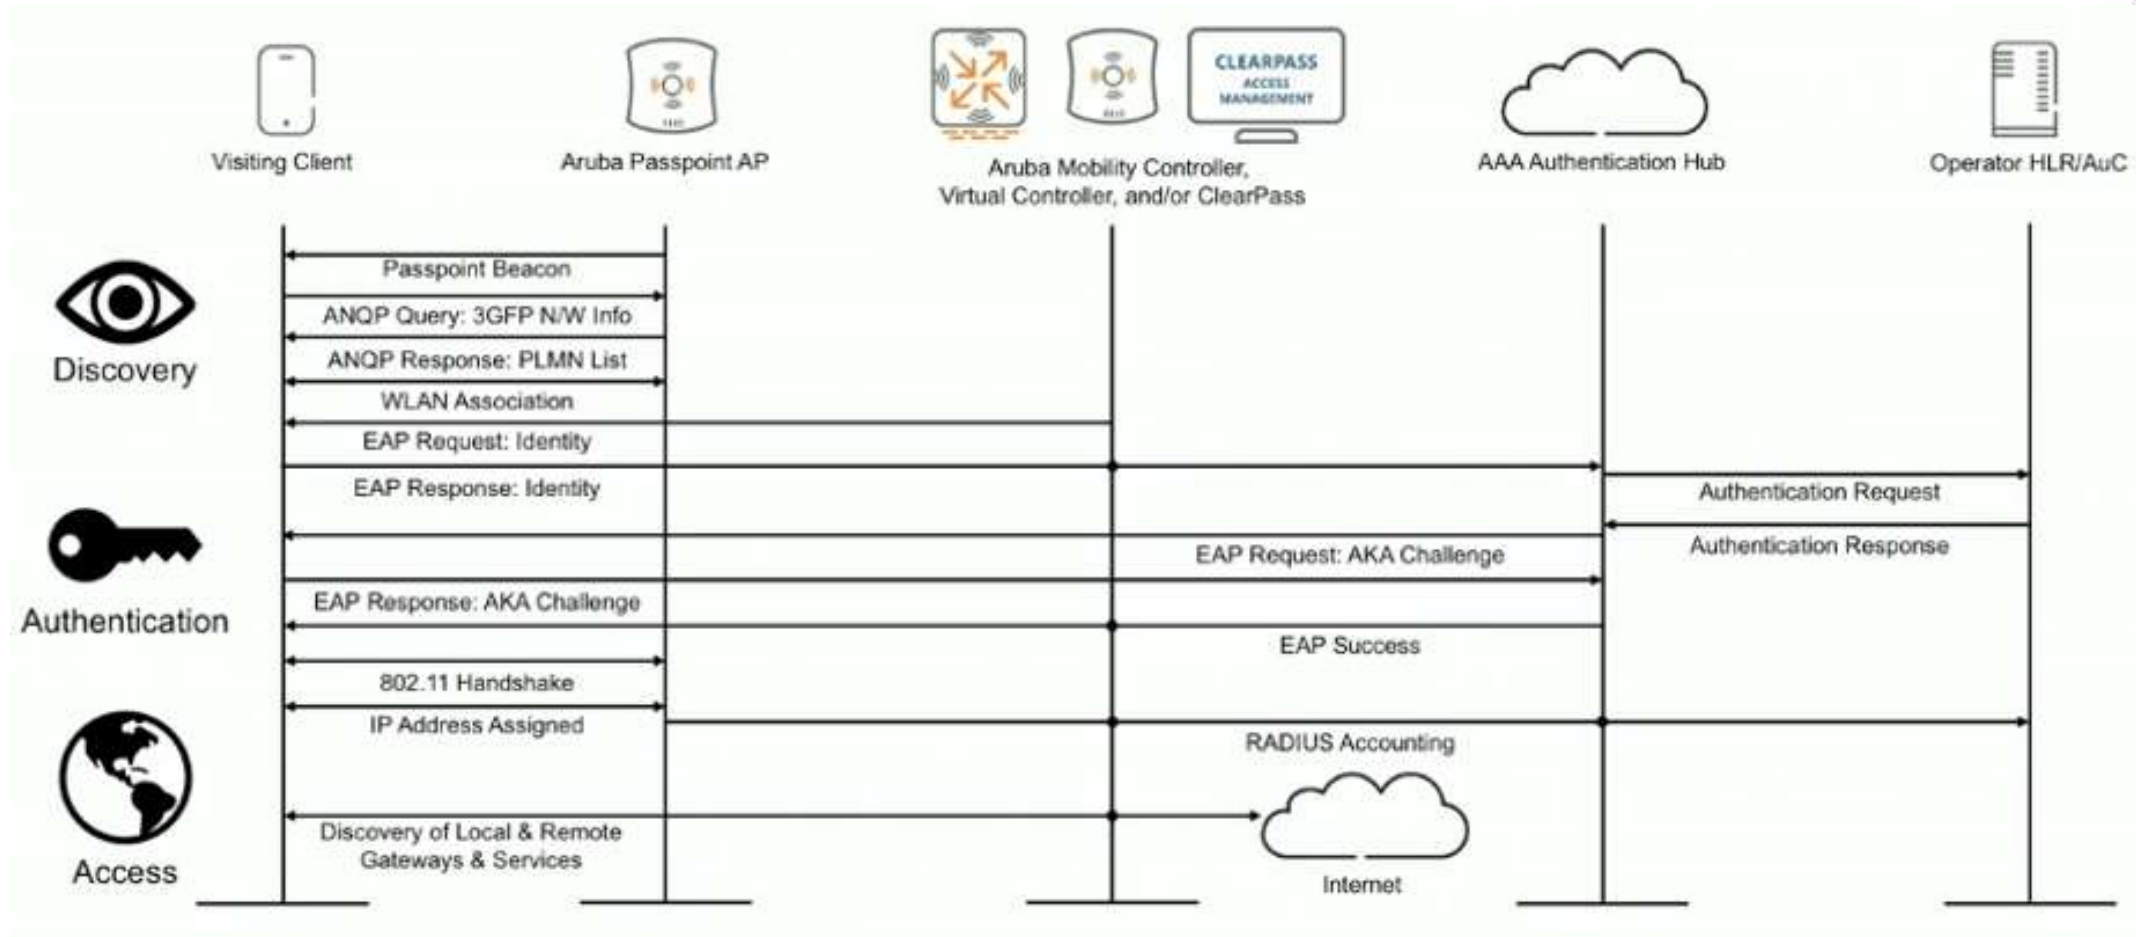 CLEARPASS
ACCESS
MANAGEMENT
Visiting Client
Aruba Passpoint AP
Aruba Mobility Controller,
Virtual Controller, and/or ClearPass
AAA Authentication Hub
Operator HLR/AuC
Discovery
Passpoint Beacon
ANQP Query: 3GFP N/W Info
ANQP Response: PLMN List
WLAN Association
EAP Request: Identity
EAP Response: Identity
Authentication Request
Authentication Response
EAP Request: AKA Challenge
Authentication
EAP Response: AKA Challenge
EAP Success
802.11 Handshake
IP Address Assigned
RADIUS Accounting
Access
Discovery of Local & Remote
Gateways & Services
Internet